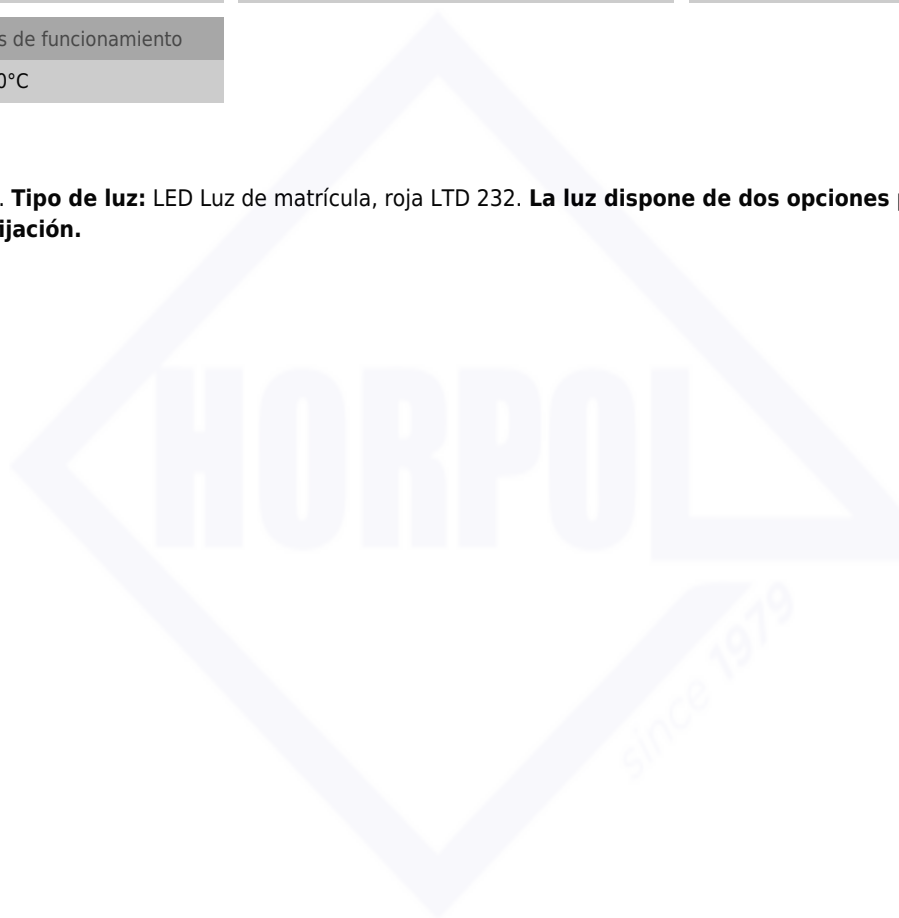 s de funcionamiento
0°C
. Tipo de luz: LED Luz de matrícula, roja LTD 232. La luz dispone de dos opciones
ijación.
HORPOL
since 1979